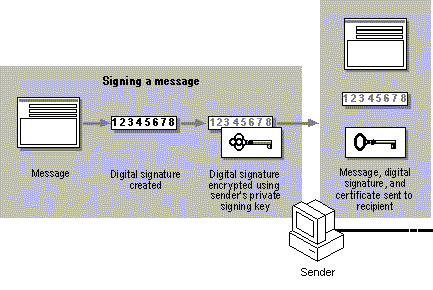 Signing a message
12345678
12345678
12345678
Message
Digital signature
created
Digital signature
encrypted using
sender's private
signing key
Message, digital
signature, and
certificate sent to
recipient
Sender